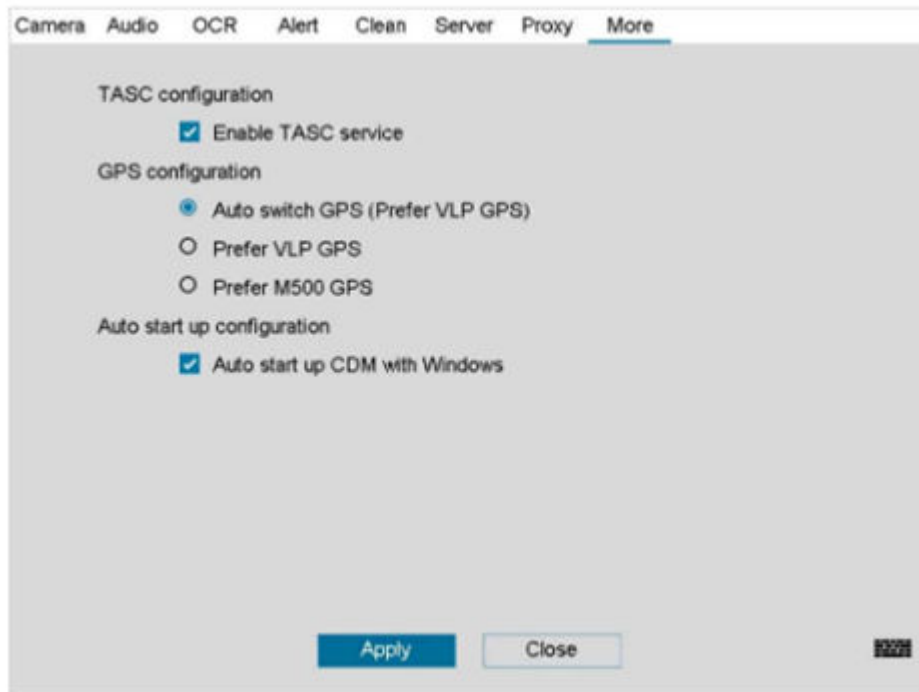 Camera Audio OCR Alert Clean Server Proxy More
TASC configuration
Enable TASC service
GPS configuration
Auto switch GPS (Prefer VLP GPS)
Prefer VLP GPS
Prefer M500 GPS
Auto start up configuration
Auto start up CDM with Windows
Apply Close